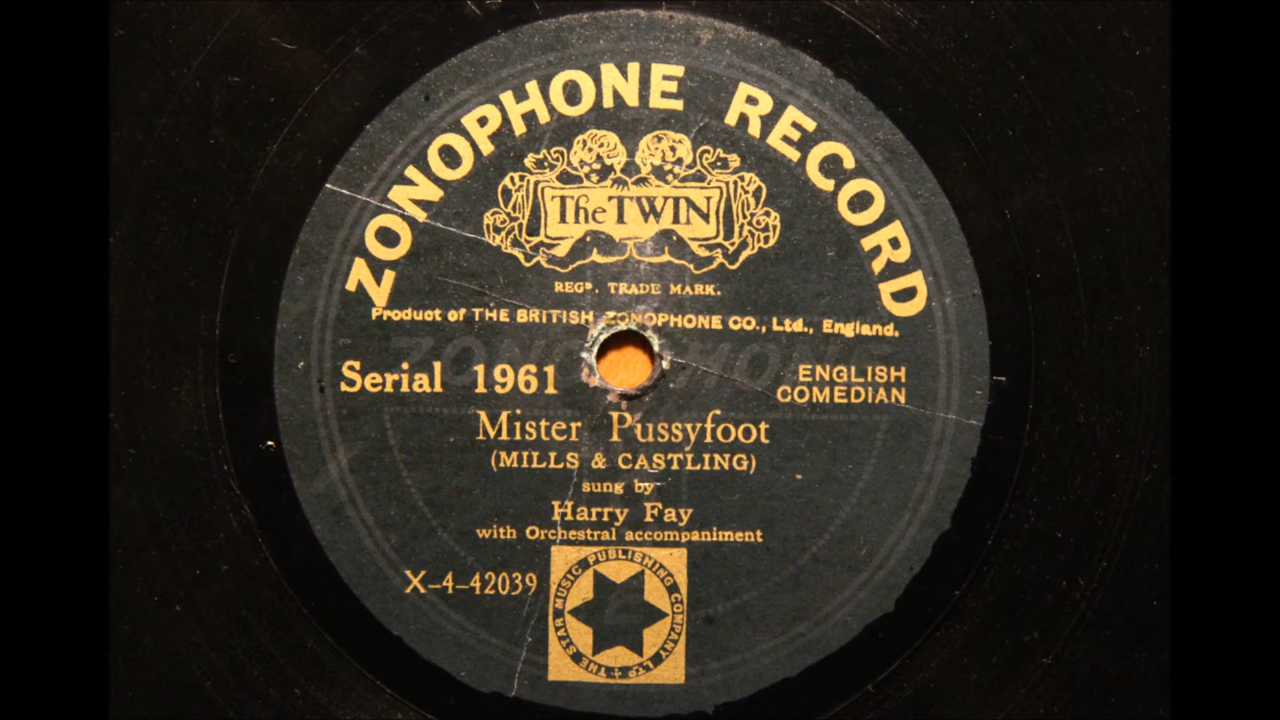 ZONOPHONE RECORD
The TWIN
REGD. TRADE MARK.
Product of THE BRITISH ZONOPHONE CO., Ltd., England.
Serial 1961
ENGLISH
COMEDIAN
Mister Pussyfoot
(MILLS & CASTLING)
sung by
Harry Fay
with Orchestral accompaniment
X-4-42039
THE STAR MUSIC PUBLISHING COMPANY LTD